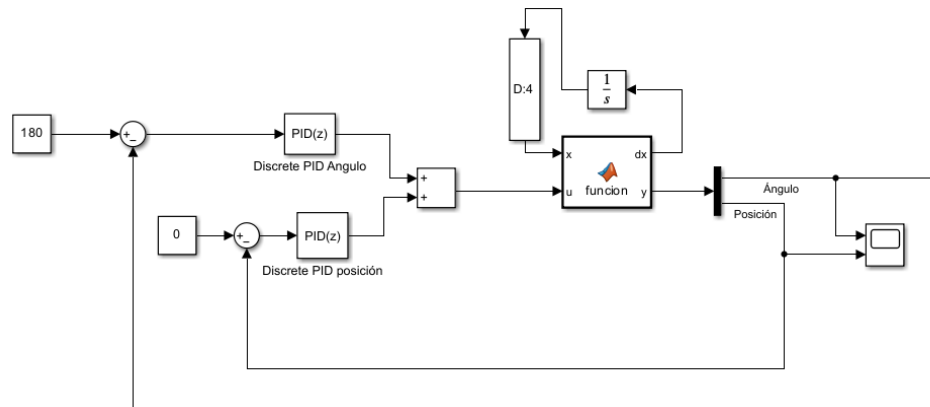 D:4
1
s
180
+
−
PID(z)
Discrete PID Angulo
x
dx
u
funcion
y
+
+
Ángulo
Posición
0
+
−
PID(z)
Discrete PID posición